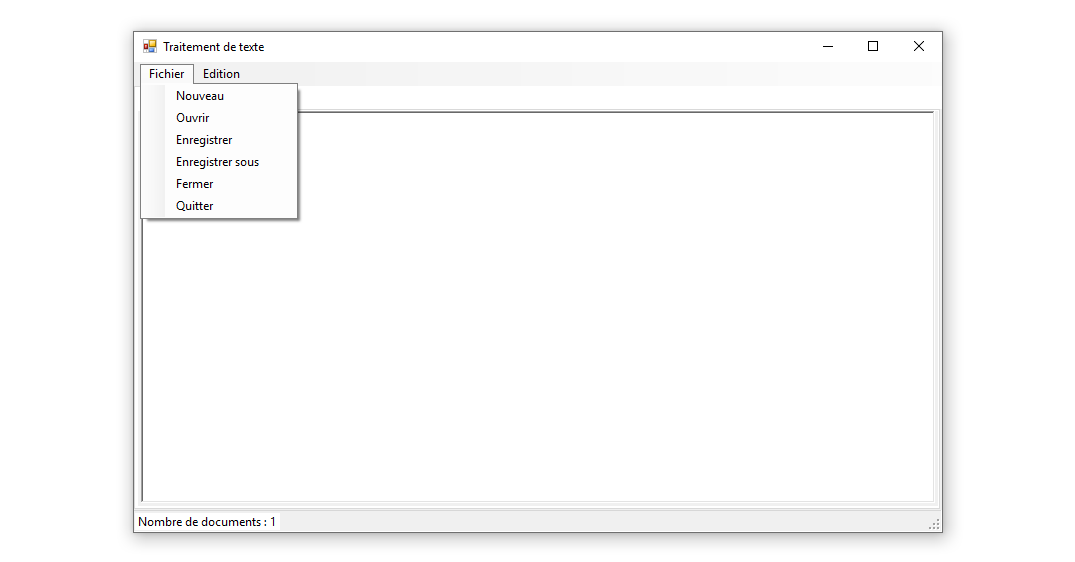 Traitement de texte
Fichier Edition
Nouveau
Ouvrir
Enregistrer
Enregistrer sous
Fermer
Quitter
Nombre de documents : 1